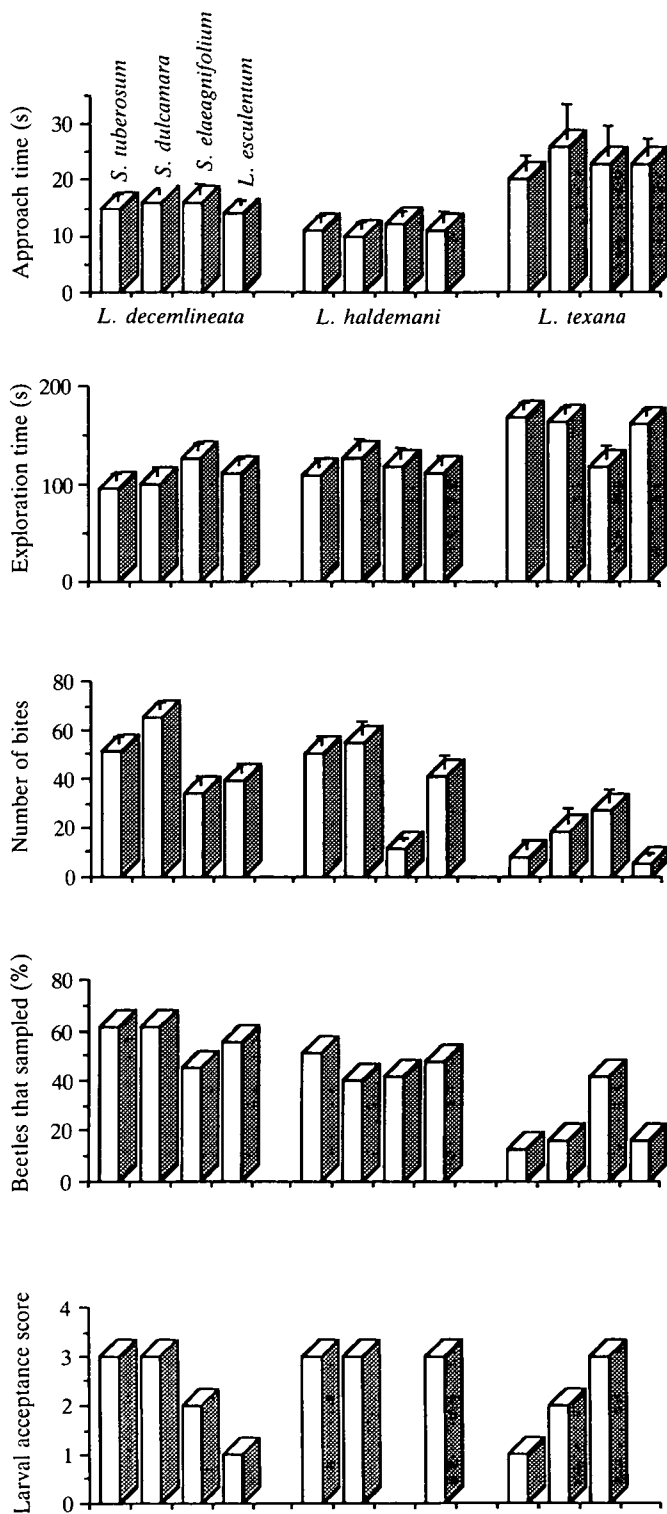 S. tuberosum
S. dulcamara
S. elaeagnifolium
L. esculentum
Approach time (s)
30
20
10
0
L. decemlineata
L. haldemani
L. texana
Exploration time (s)
200
100
0
Number of bites
80
60
40
20
0
Beetles that sampled (%)
80
60
40
20
0
Larval acceptance score
4
3
2
1
0